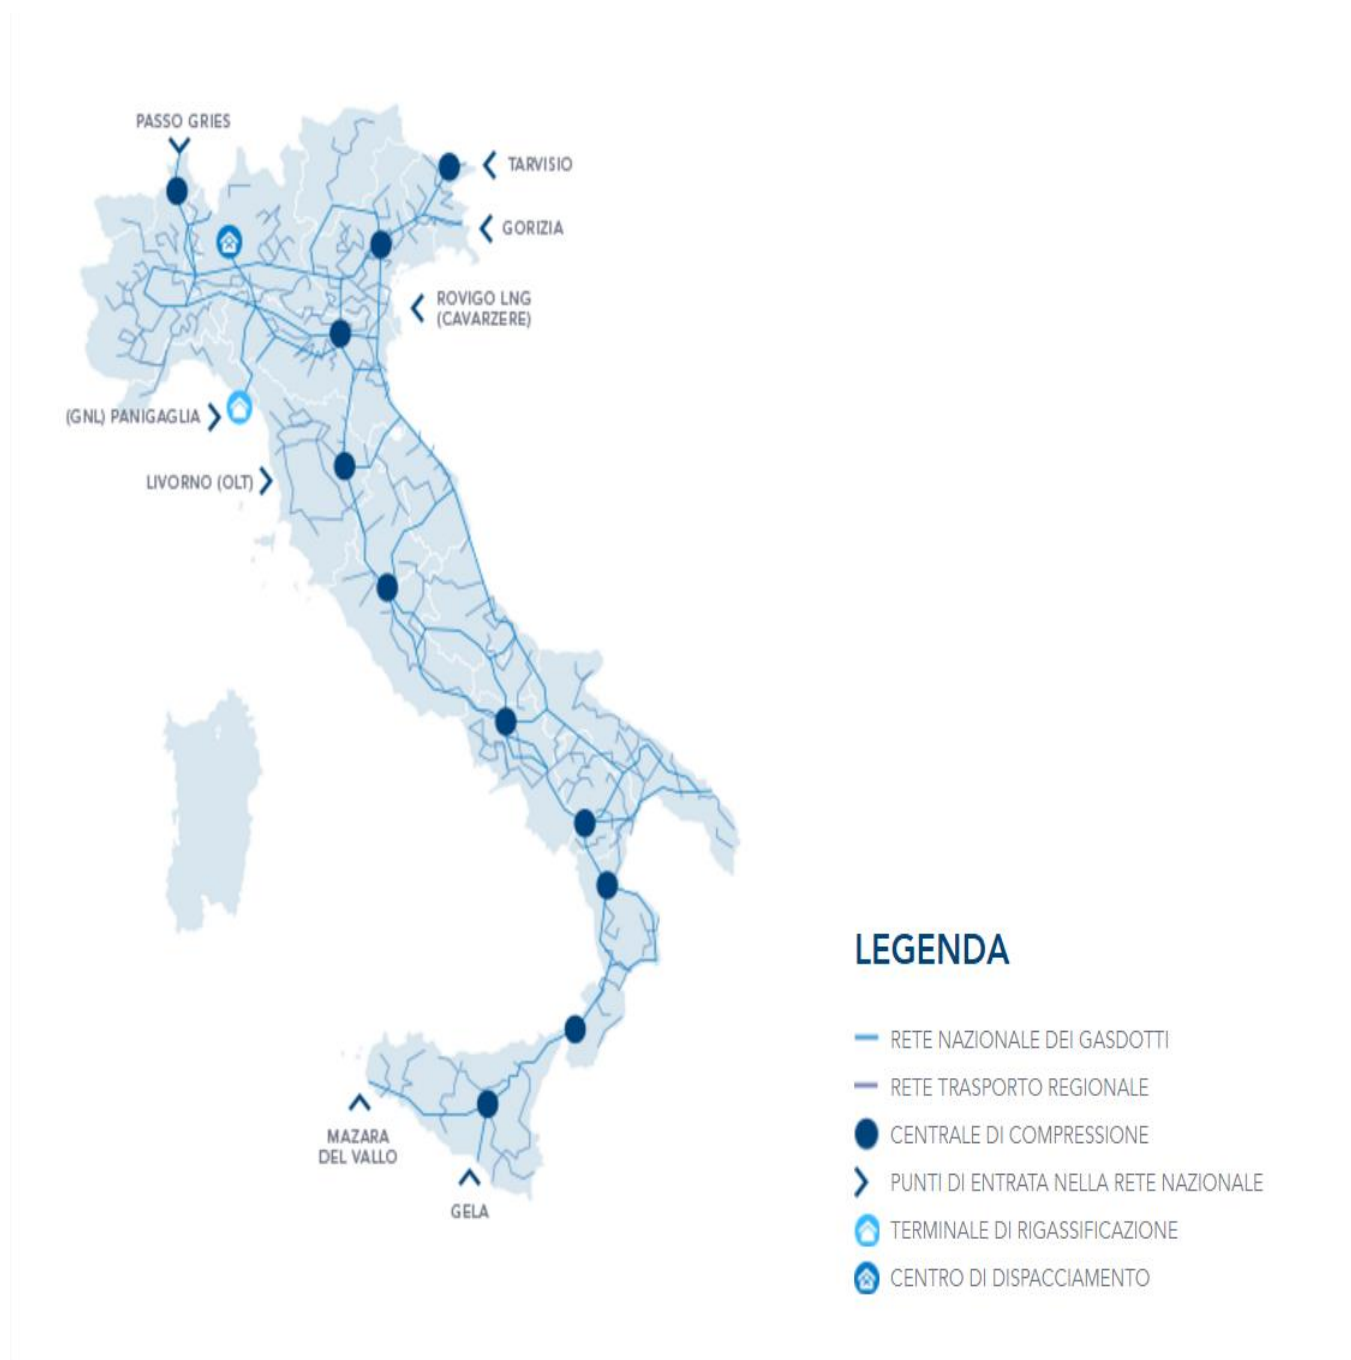 PASSO GRIES
TARVISIO
GORIZIA
ROVIGO LNG
(CAVARZERE)
(GNL) PANIGAGLIA
LIVORNO (OLT)
MAZARA
DEL VALLO
GELA
LEGENDA
RETE NAZIONALE DEI GASDOTTI
RETE TRASPORTO REGIONALE
CENTRALE DI COMPRESSIONE
PUNTI DI ENTRATA NELLA RETE NAZIONALE
TERMINALE DI RIGASSIFICAZIONE
CENTRO DI DISPACCIAMENTO